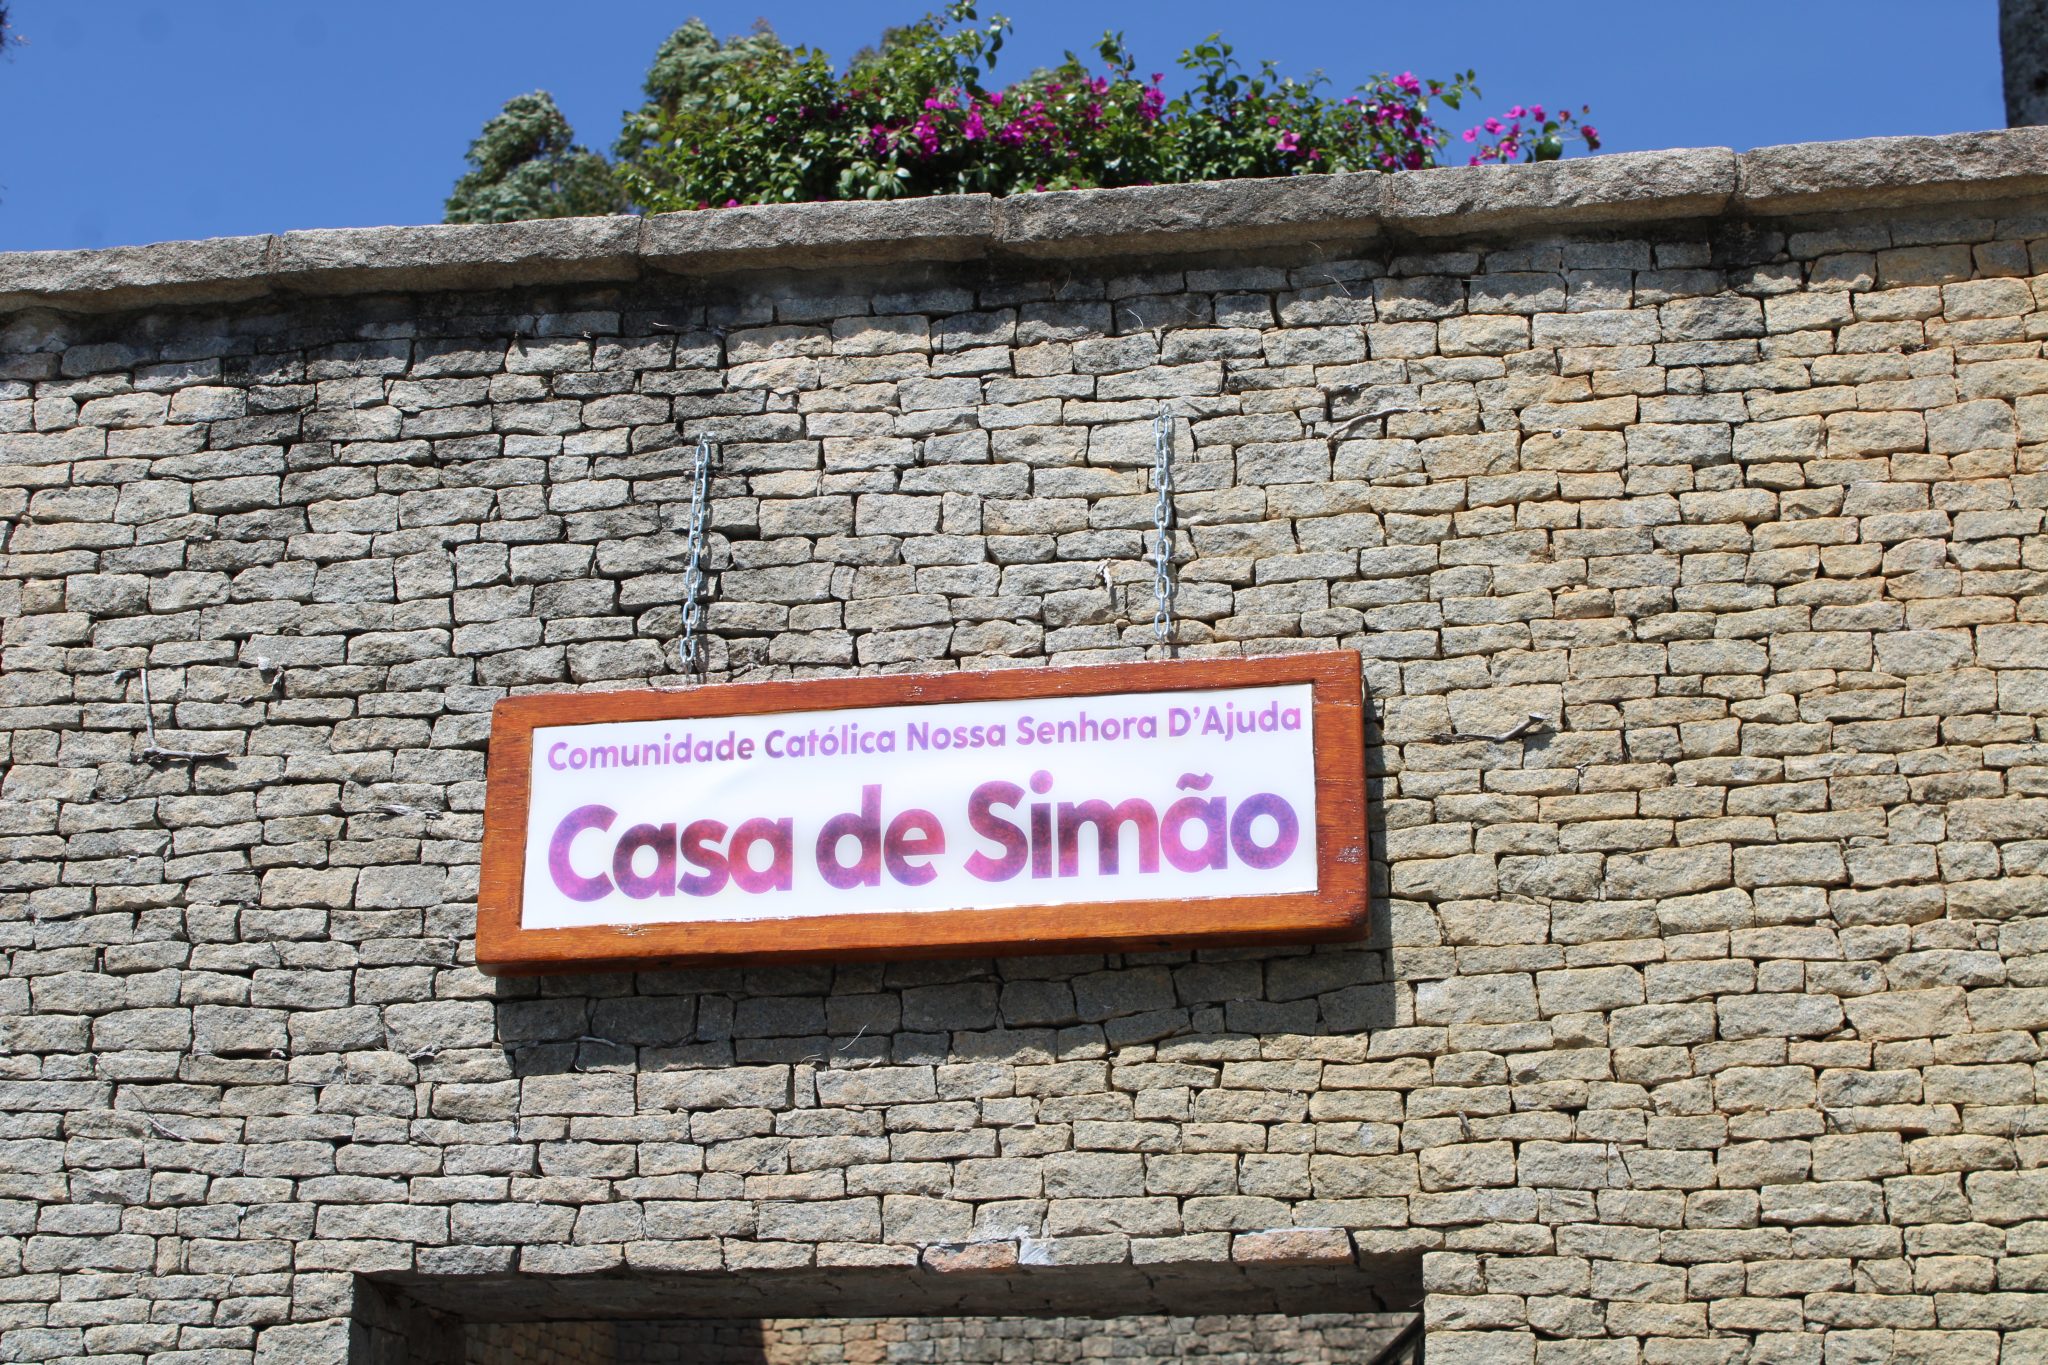 Comunidade Católica Nossa Senhora D’Ajuda
Casa de Simão